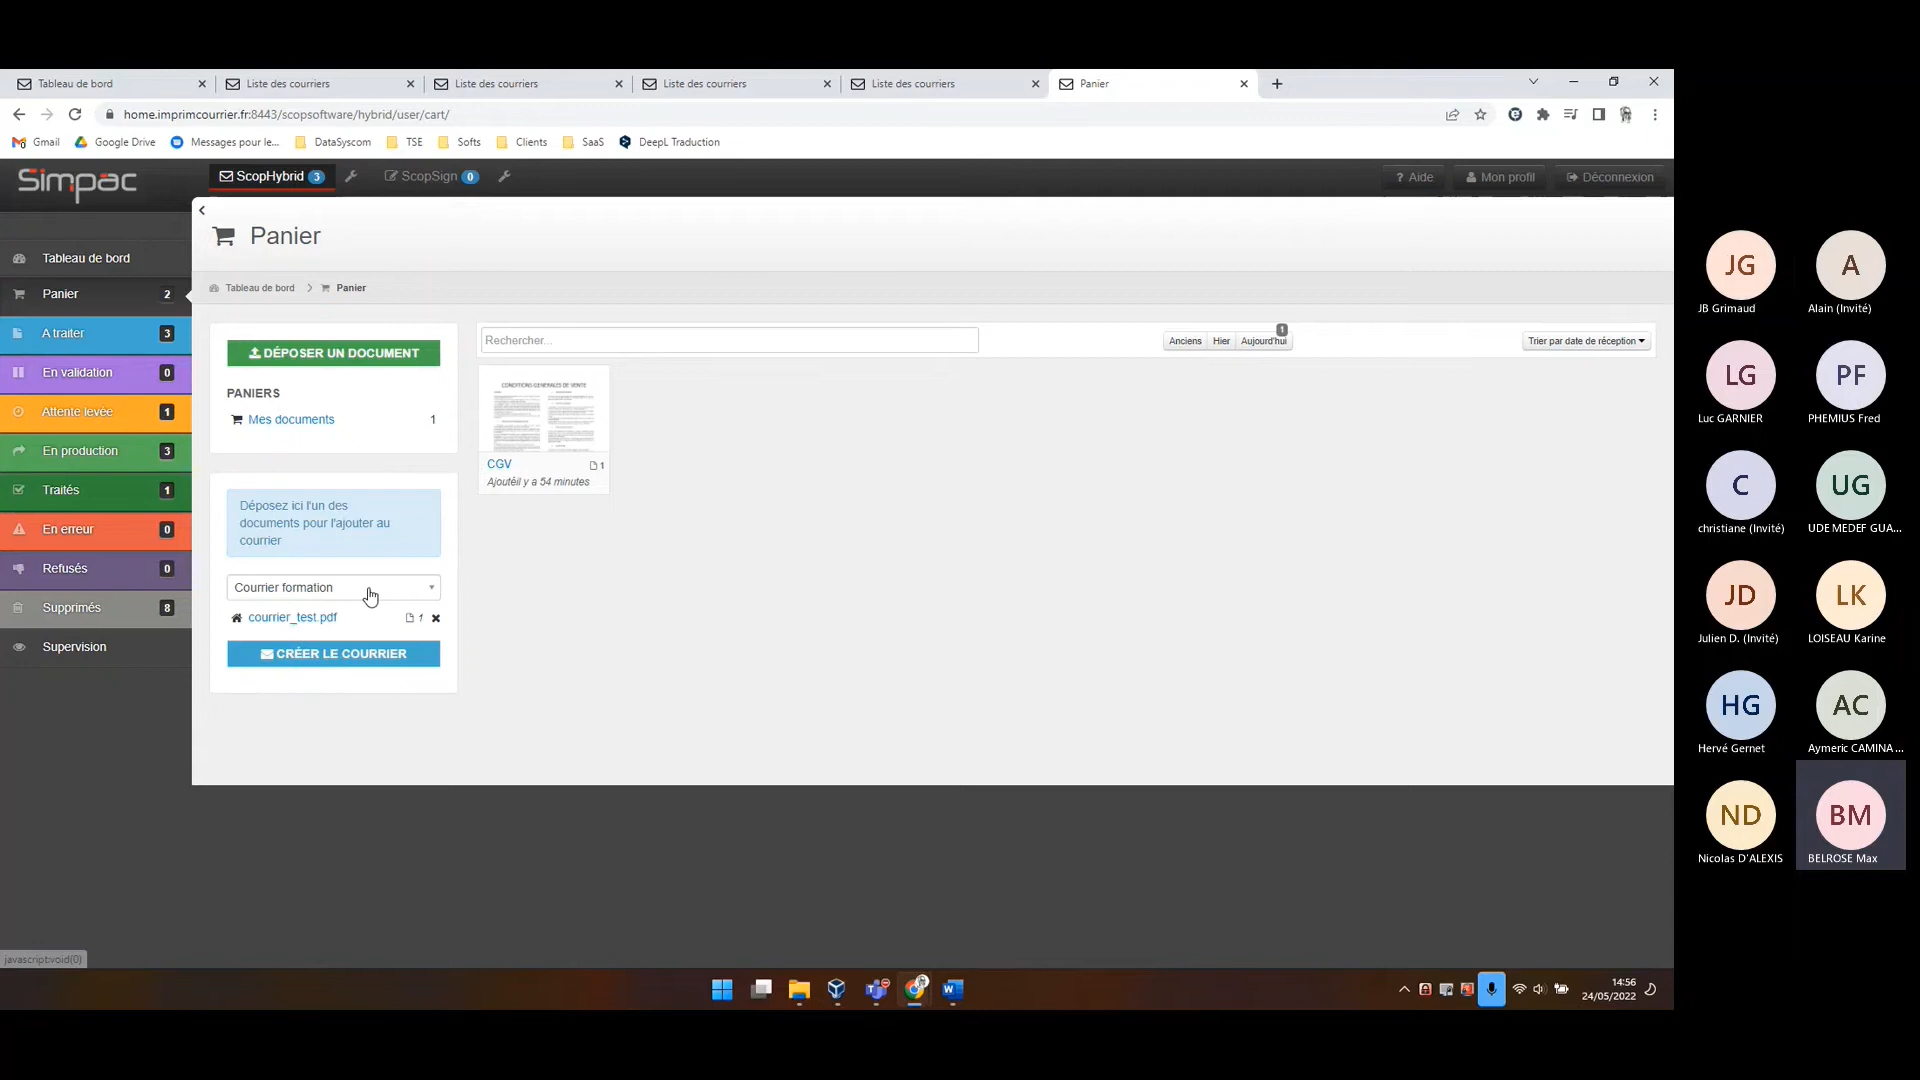 Tableau de bord
Liste des courriers
Liste des courriers
Liste des courriers
Liste des courriers
Panier
home.imprimcourrier.fr:8443/scopsoftware/hybrid/user/cart/
Gmail
Google Drive
Messages pour le...
DataSyscom
TSE
Softs
Clients
SaaS
DeepL Traduction
Simpac
ScopHybrid 3
ScopSign 0
? Aide
Mon profil
Déconnexion
Panier
Tableau de bord
Panier
Tableau de bord
Panier 2
A traiter 3
En validation 0
Attente levée 1
En production 3
Traités 1
En erreur 0
Refusés 0
Supprimés 8
Supervision
DÉPOSER UN DOCUMENT
PANIERS
Mes documents 1
Déposez ici l'un des
documents pour l'ajouter au
courrier
Courrier formation
courrier_test.pdf 1
CRÉER LE COURRIER
Rechercher...
Anciens
Hier
Aujourd'hui
1
Trier par date de réception
CONDITIONS GENERALES DE VENTE
CGV 1
Ajoutéil y a 54 minutes
javascript:void(0)
14:56
24/05/2022
JG
JB Grimaud
A
Alain (Invité)
LG
Luc GARNIER
PF
PHEMIUS Fred
C
christiane (Invité)
UG
UDE MEDEF GUA...
JD
Julien D. (Invité)
LK
LOISEAU Karine
HG
Hervé Gernet
AC
Aymeric CAMINA ...
ND
Nicolas D'ALEXIS
BM
BELROSE Max